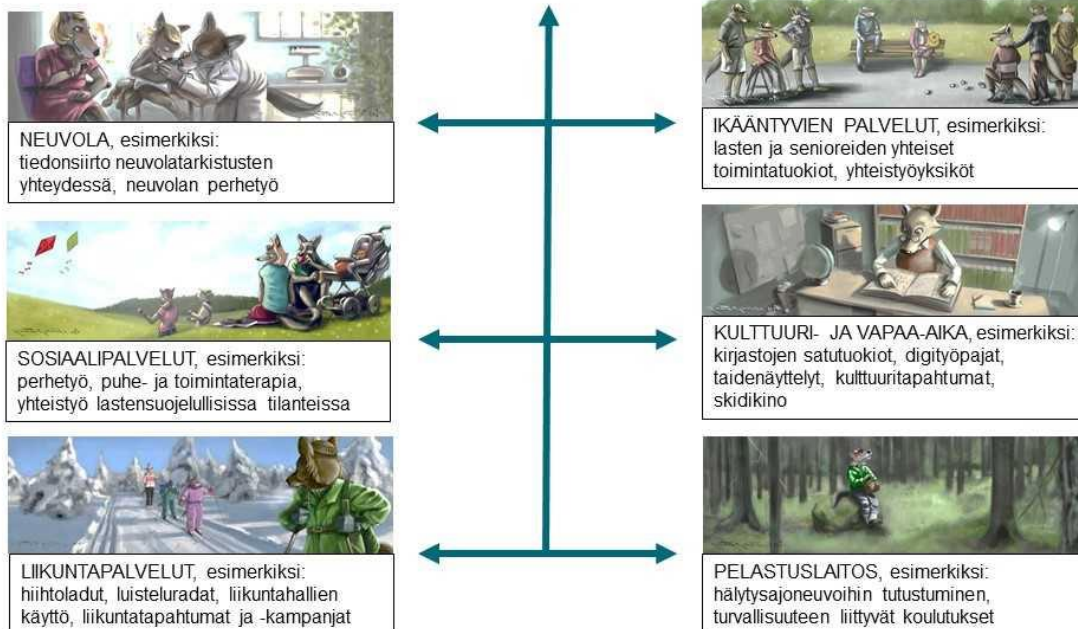 NEUVOLA, esimerkiksi:
tiedonsiirto neuvolatarkistusten
yhteydessä, neuvolan perhetyö
SOSIAALIPALVELUT, esimerkiksi:
perhetyö, puhe- ja toimintaterapia,
yhteistyö lastensuojelullisissa tilanteissa
LIIKUNTAPALVELUT, esimerkiksi:
hiihtoladut, luisteluradat, liikuntahallien
käyttö, liikuntatapahtumat ja -kampanjat
IKÄÄNTYVIEN PALVELUT, esimerkiksi:
lasten ja senioreiden yhteiset
toimintatuokiot, yhteistyöyksiköt
KULTTUURI- JA VAPAA-AIKA, esimerkiksi:
kirjastojen satutuokiot, digityöpajat,
taidenäyttelyt, kulttuuritapahtumat,
skidikino
PELASTUSLAITOS, esimerkiksi:
hälytysajoneuvoihin tutustuminen,
turvallisuuteen liittyvät koulutukset